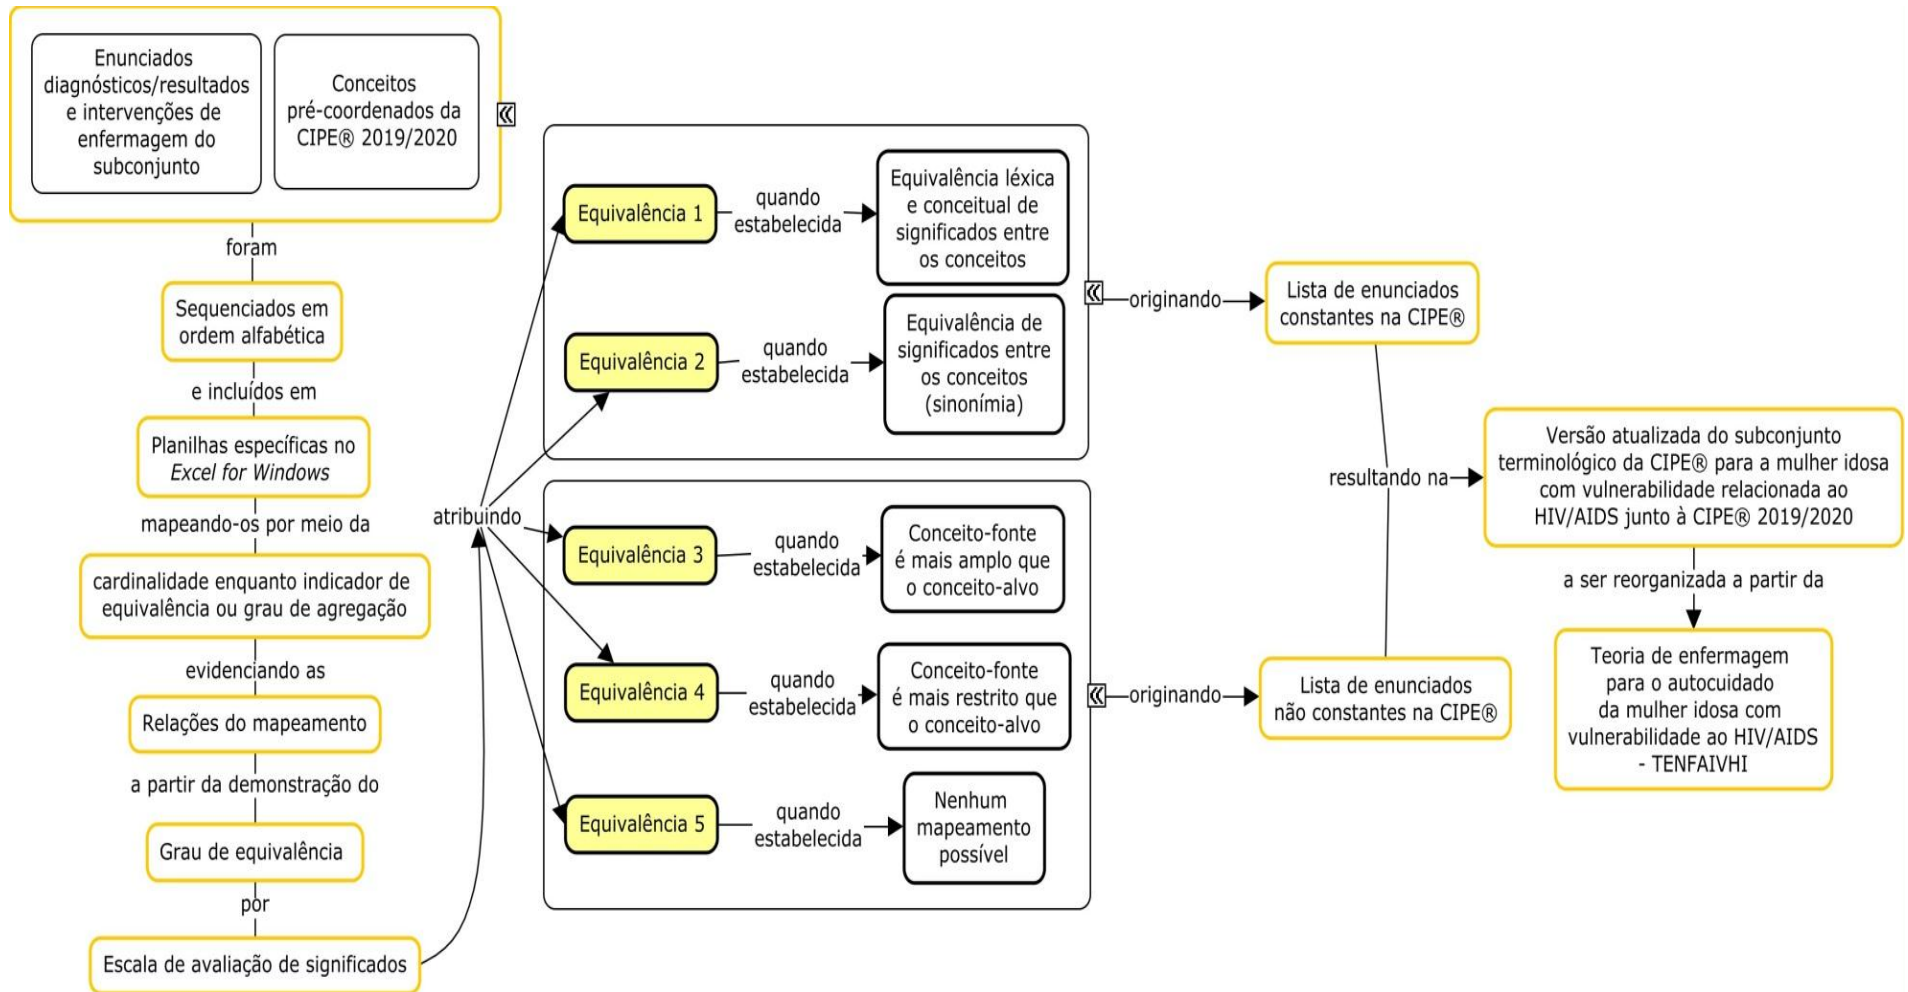 Enunciados
diagnósticos/resultados
e intervenções de
enfermagem do
subconjunto
Conceitos
pré-coordenados da
CIPE® 2019/2020
foram
Sequenciados em
ordem alfabética
e incluídos em
Planilhas específicas no
Excel for Windows
mapeando-os por meio da
cardinalidade enquanto indicador de
equivalência ou grau de agregação
evidenciando as
Relações do mapeamento
a partir da demonstração do
Grau de equivalência
por
Escala de avaliação de significados
atribuindo
Equivalência 1
quando
estabelecida
Equivalência léxica
e conceitual de
significados entre
os conceitos
Equivalência 2
quando
estabelecida
Equivalência de
significados entre
os conceitos
(sinonímia)
Equivalência 3
quando
estabelecida
Conceito-fonte
é mais amplo que
o conceito-alvo
Equivalência 4
quando
estabelecida
Conceito-fonte
é mais restrito que
o conceito-alvo
Equivalência 5
quando
estabelecida
Nenhum
mapeamento
possível
originando
Lista de enunciados
constantes na CIPE®
originando
Lista de enunciados
não constantes na CIPE®
resultando na
Versão atualizada do subconjunto
terminológico da CIPE® para a mulher idosa
com vulnerabilidade relacionada ao
HIV/AIDS junto à CIPE® 2019/2020
a ser reorganizada a partir da
Teoria de enfermagem
para o autocuidado
da mulher idosa com
vulnerabilidade ao HIV/AIDS
- TENFAIVHI